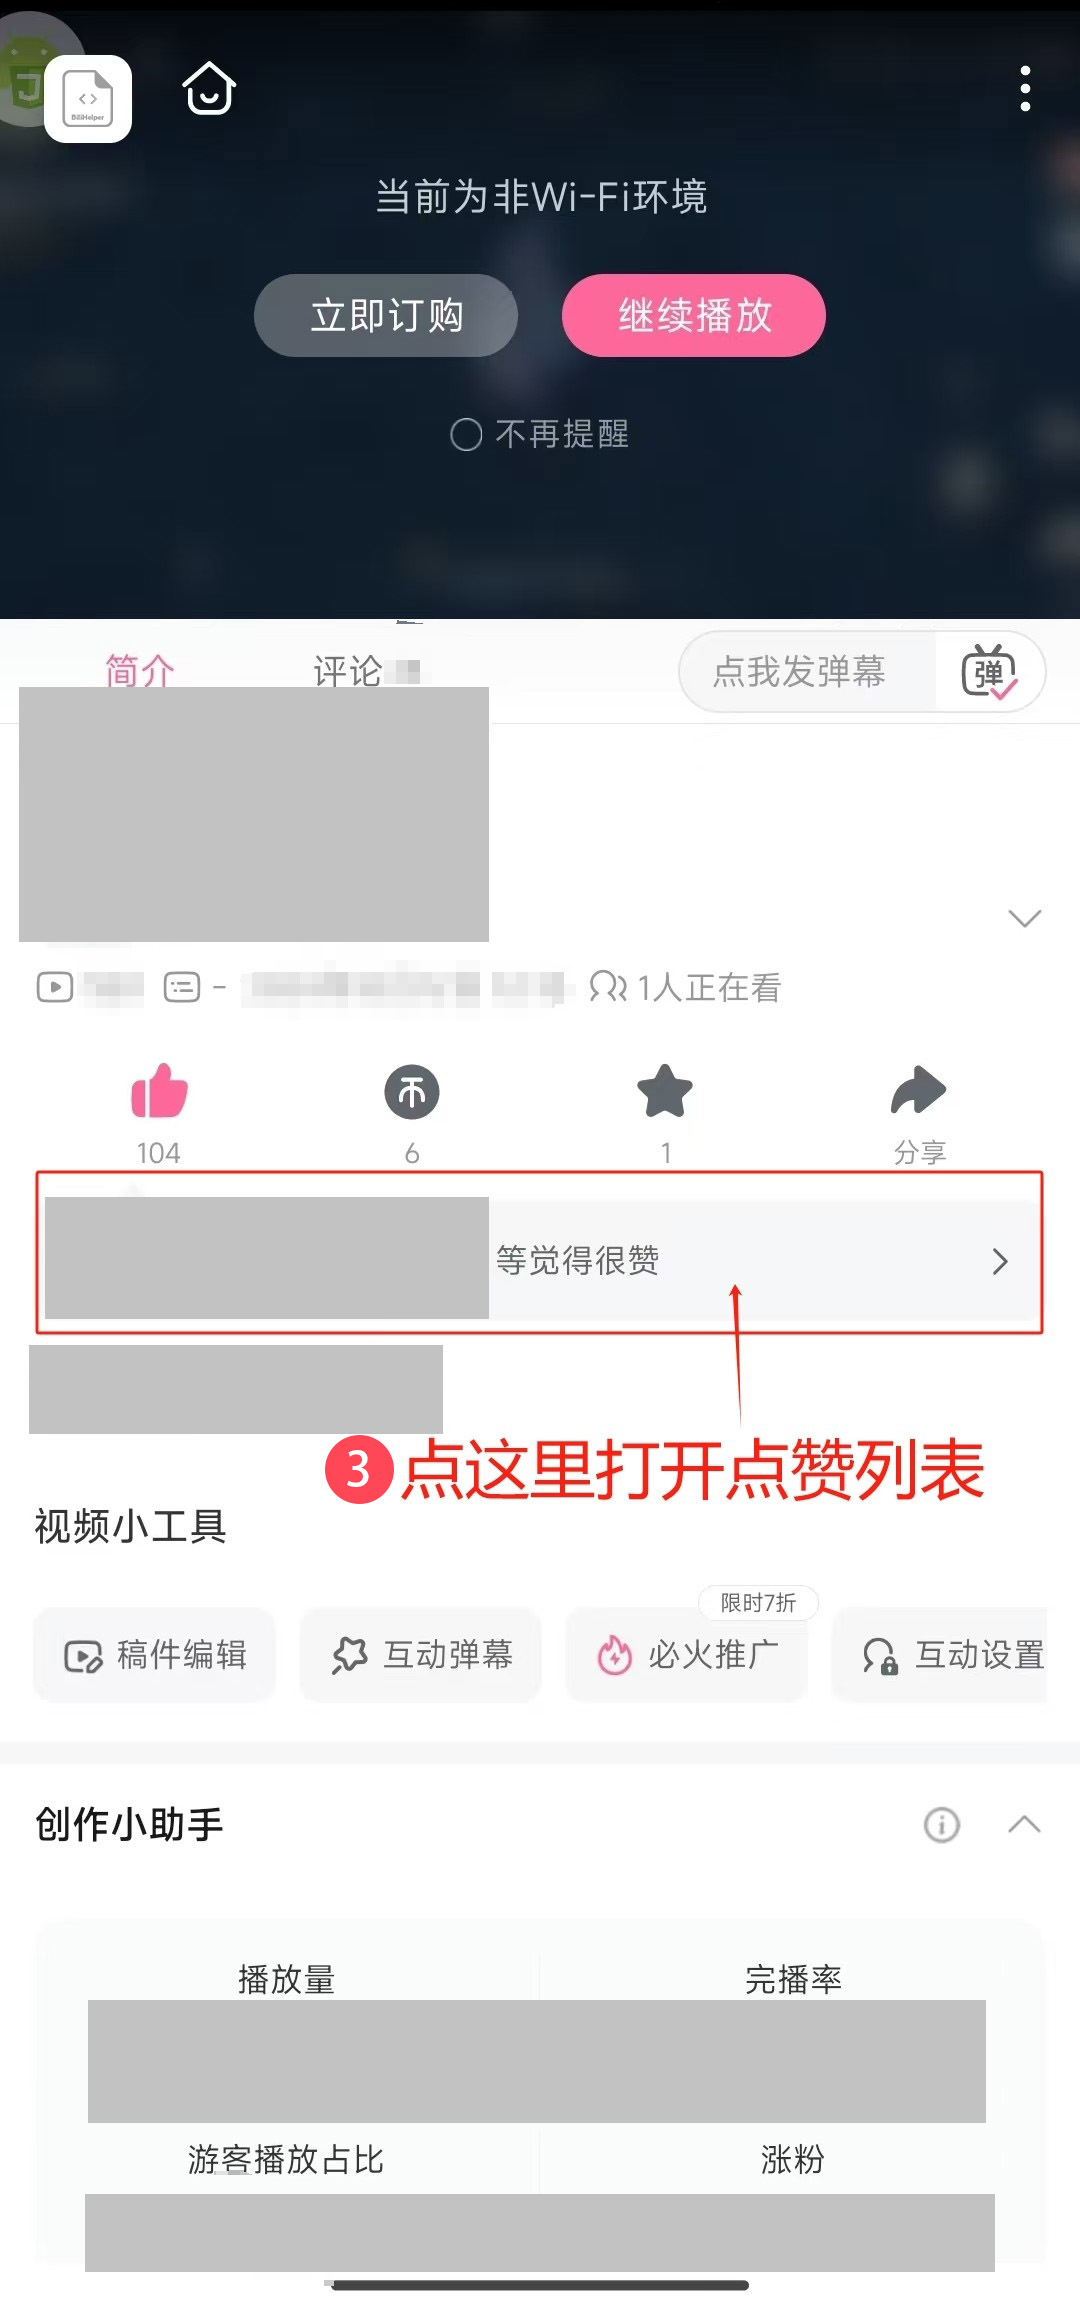 BiliHelper
当前为非Wi-Fi环境
立即订购
继续播放
不再提醒
简介
评论
点我发弹幕
弹
-
1人正在看
104
6
1
分享
等觉得很赞
3 点这里打开点赞列表
视频小工具
限时7折
稿件编辑
互动弹幕
必火推广
互动设置
创作小助手
播放量
完播率
游客播放占比
涨粉